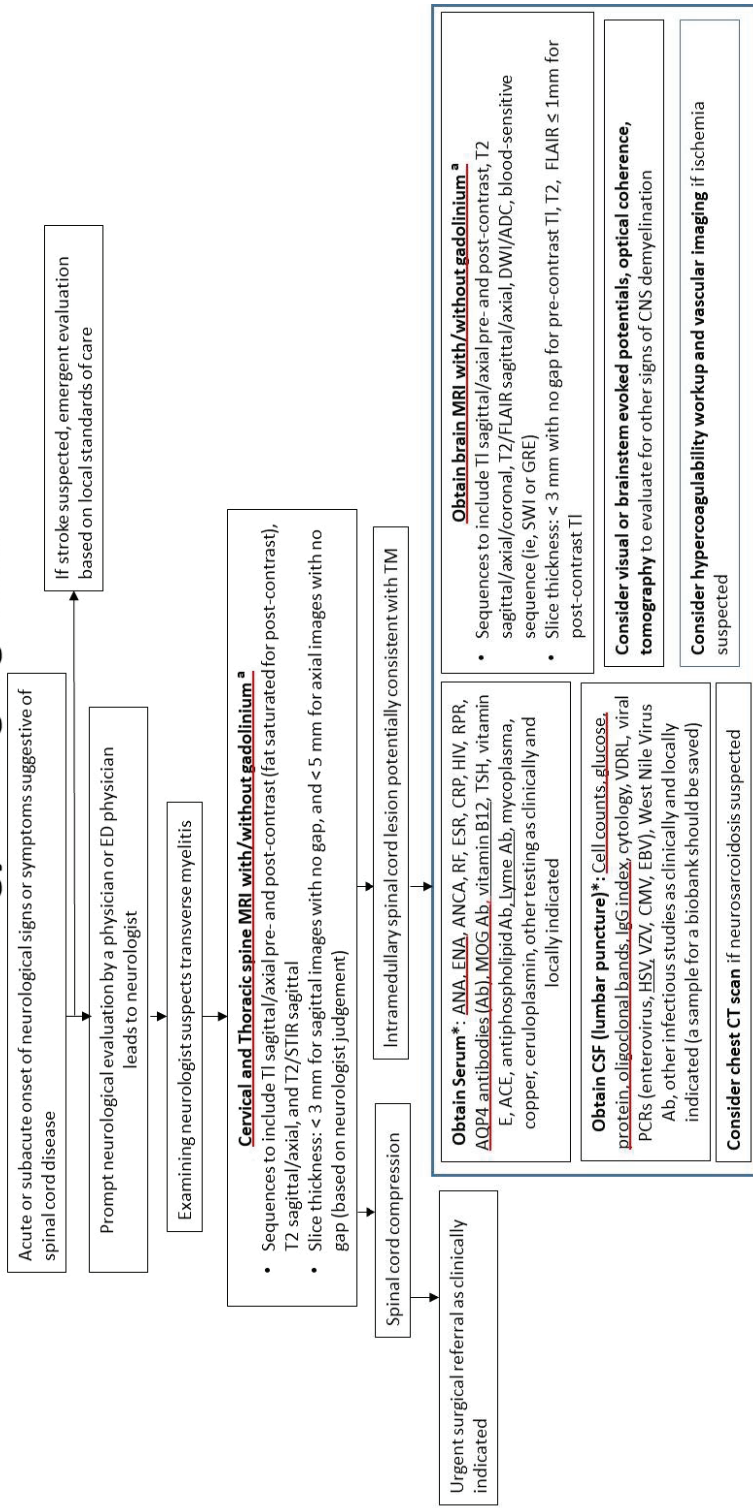 Acute or subacute onset of neurological signs or symptoms suggestive of
spinal cord disease
If stroke suspected, emergent evaluation
based on local standards of care
Prompt neurological evaluation by a physician or ED physician
leads to neurologist
Examining neurologist suspects transverse myelitis
Cervical and Thoracic spine MRI with/without gadolinium a
• Sequences to include Tl sagittal/axial pre- and post-contrast (fat saturated for post-contrast),
T2 sagittal/axial, and T2/STIR sagittal
• Slice thickness: < 3 mm for sagittal images with no gap, and < 5 mm for axial images with no
gap (based on neurologist judgement)
Spinal cord compression
Intramedullary spinal cord lesion potentially consistent with TM
Urgent surgical referral as clinically
indicated
Obtain Serum*: ANA, ENA, ANCA, RF, ESR, CRP, HIV, RPR,
AQP4 antibodies (Ab), MOG Ab, vitamin B12, TSH, vitamin
E, ACE, antiphospholipid Ab, Lyme Ab, mycoplasma,
copper, ceruloplasmin, other testing as clinically and
locally indicated
Obtain CSF (lumbar puncture)*: Cell counts, glucose,
protein, oligoclonal bands, IgG index, cytology, VDRL, viral
PCRs (enterovirus, HSV, VZV, CMV, EBV), West Nile Virus
Ab, other infectious studies as clinically and locally
indicated (a sample for a biobank should be saved)
Consider chest CT scan if neurosarcoidosis suspected
Obtain brain MRI with/without gadolinium a
• Sequences to include Tl sagittal/axial pre- and post-contrast, T2
sagittal/axial/coronal, T2/FLAIR sagittal/axial, DWI/ADC, blood-sensitive
sequence (ie, SWI or GRE)
• Slice thickness: < 3 mm with no gap for pre-contrast Tl, T2, FLAIR ≤ 1mm for
post-contrast Tl
Consider visual or brainstem evoked potentials, optical coherence,
tomography to evaluate for other signs of CNS demyelination
Consider hypercoagulability workup and vascular imaging if ischemia
suspected